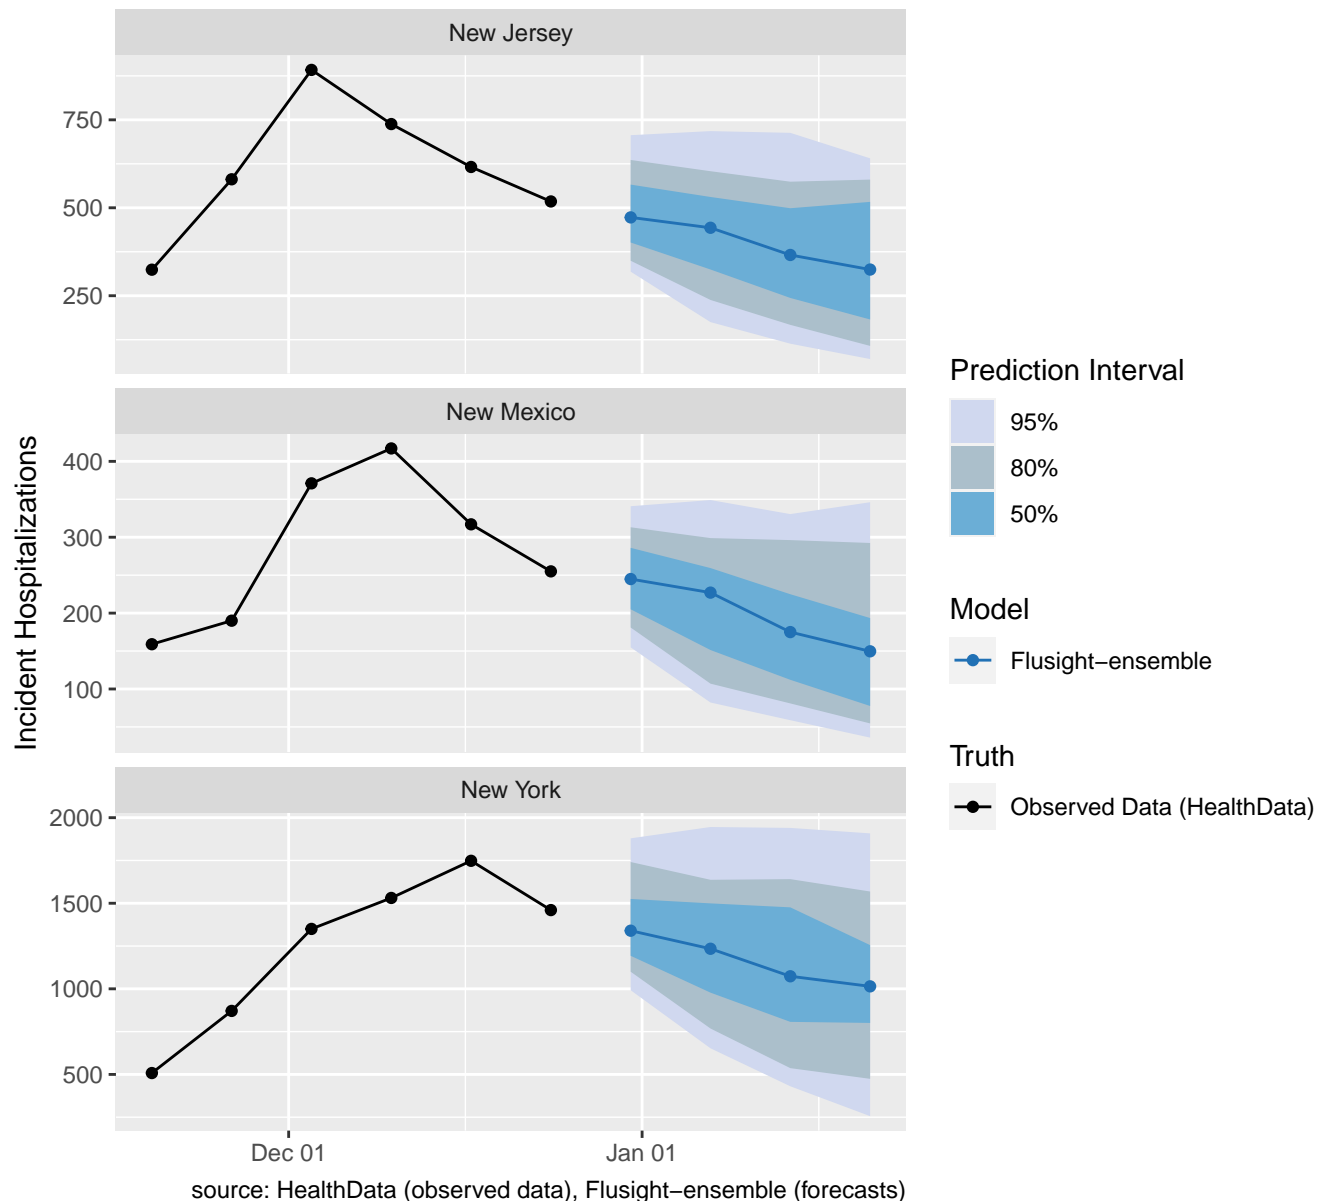 New Jersey
750
500
250
New Mexico
400
300
200
100
New York
2000
1500
1000
500
Dec 01
Jan 01
Incident Hospitalizations
source: HealthData (observed data), Flusight−ensemble (forecasts)
Prediction Interval
95%
80%
50%
Model
Flusight−ensemble
Truth
Observed Data (HealthData)